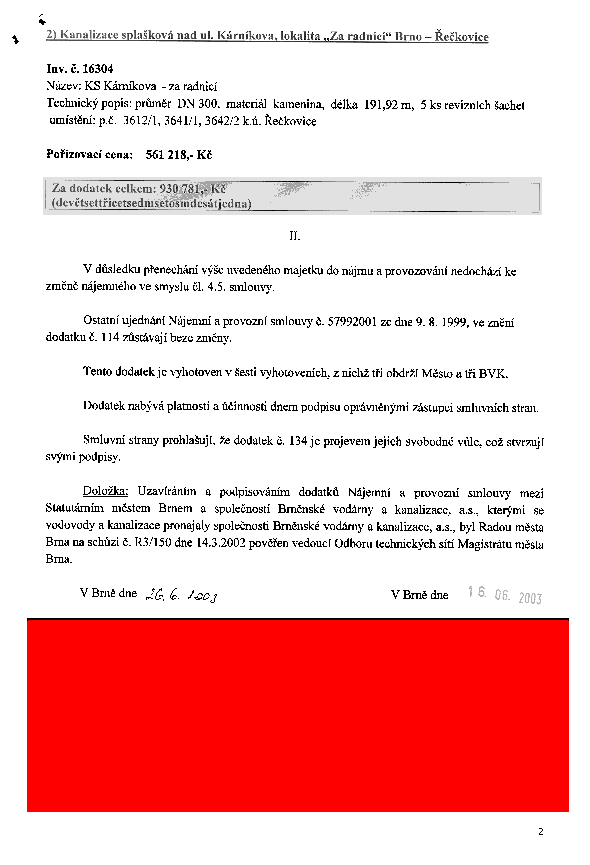 2) Kanalizace splašková nad ul. Kárníkova, lokalita „Za radnicí“ Brno – Řečkovice
Inv. č. 16304
Název: KS Kárníkova - za radnicí
Technický popis: průměr DN 300, materiál kamenina, délka 191,92 m, 5 ks revizních šachet
umístění: p.č. 3612/1, 3641/1, 3642/2 k.ú. Řečkovice
Pořizovací cena: 561 218,- Kč
Za dodatek celkem: 930 781,- Kč
(devětsettřicetsedmsetosmdesátjedna)
II.
V důsledku přenechání výše uvedeného majetku do nájmu a provozování nedochází ke
změně nájemného ve smyslu čl. 4.5. smlouvy.
Ostatní ujednání Nájemní a provozní smlouvy č. 57992001 ze dne 9. 8. 1999, ve znění
dodatku č. 114 zůstávají beze změny.
Tento dodatek je vyhotoven v šesti vyhotoveních, z nichž tři obdrží Město a tři BVK.
Dodatek nabývá platnosti a účinnosti dnem podpisu oprávněnými zástupci smluvních stran.
Smluvní strany prohlašují, že dodatek č. 134 je projevem jejich svobodné vůle, což stvrzují
svými podpisy.
Doložka: Uzavíráním a podpisováním dodatků Nájemní a provozní smlouvy mezi
Statutárním městem Brnem a společností Brněnské vodárny a kanalizace, a.s., kterými se
vodovody a kanalizace pronajaly společnosti Brněnské vodárny a kanalizace, a.s., byl Radou města
Brna na schůzi č. R3/150 dne 14.3.2002 pověřen vedoucí Odboru technických sítí Magistrátu města
Brna.
V Brně dne 26. 6. 2003 V Brně dne 16. 06. 2003
2